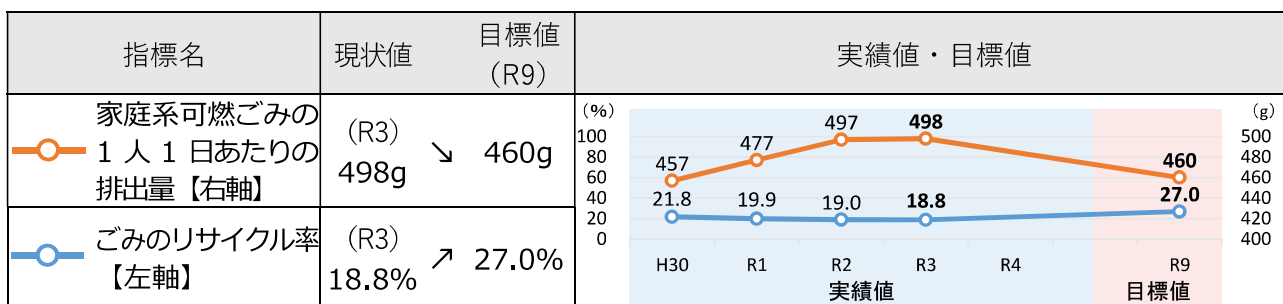 指標名
現状値
目標値
（R9）
実績値・目標値
家庭系可燃ごみの
1 人 1 日あたりの
排出量【右軸】
（R3）
498g
↘
460g
ごみのリサイクル率
【左軸】
（R3）
18.8%
↗
27.0%
(%)
100
80
60
40
20
0
(g)
500
480
460
440
420
400
457
477
497
498
460
21.8
19.9
19.0
18.8
27.0
H30
R1
R2
R3
R4
R9
実績値
目標値